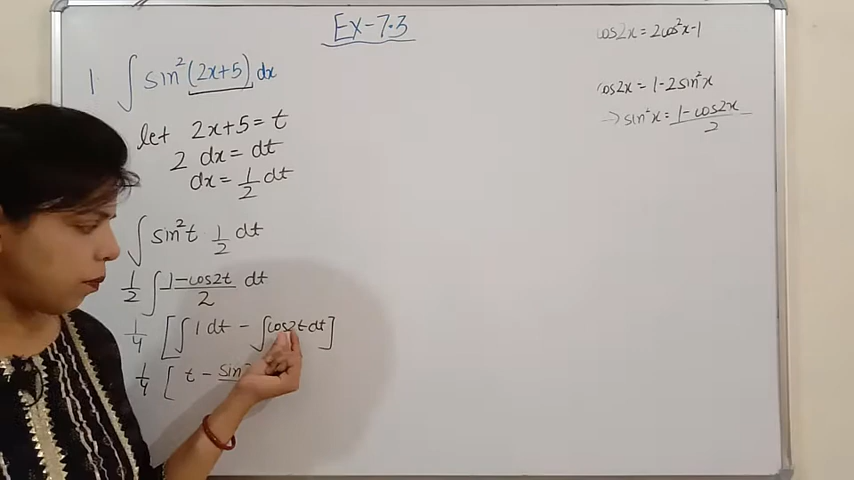 Ex-7.3
1 ∫ sin²(2x+5) dx
let 2x+5 = t
2 dx = dt
dx = 1/2 dt
∫ sin²t 1/2 dt
1/2 ∫ 1-cos2t/2 dt
1/4 [∫ 1 dt - ∫ cos2t dt]
1/4 [ t - sin
cos2x = 2cos²x-1
cos2x = 1-2sin²x
→ sin²x = 1-cos2x/2